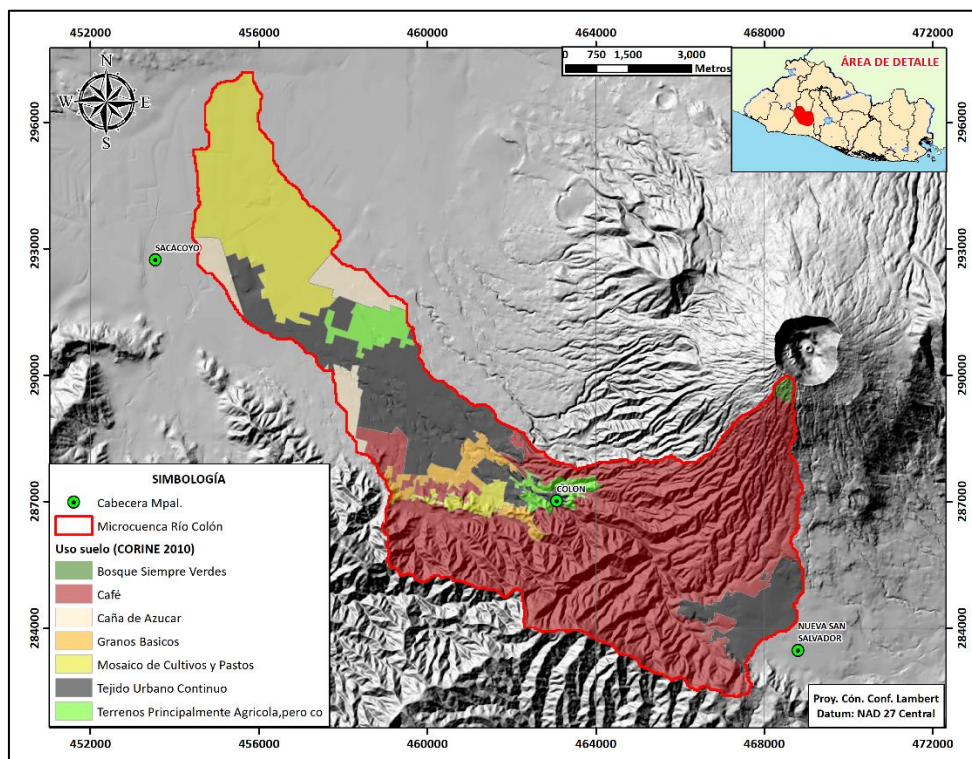 452000 456000 460000 464000 468000 472000
N
W E
S
0 750 1,500 3,000
Metros
ÁREA DE DETALLE
296000 296000
293000 293000
290000 290000
287000 287000
284000 284000
SACACOYO
COLON
NUEVA SAN
SALVADOR
SIMBOLOGÍA
Cabecera Mpal.
Microcuenca Río Colón
Uso suelo (CORINE 2010)
Bosque Siempre Verdes
Café
Caña de Azucar
Granos Basicos
Mosaico de Cultivos y Pastos
Tejido Urbano Continuo
Terrenos Principalmente Agricola,pero co
Proy. Cón. Conf. Lambert
Datum: NAD 27 Central
452000 456000 460000 464000 468000 472000